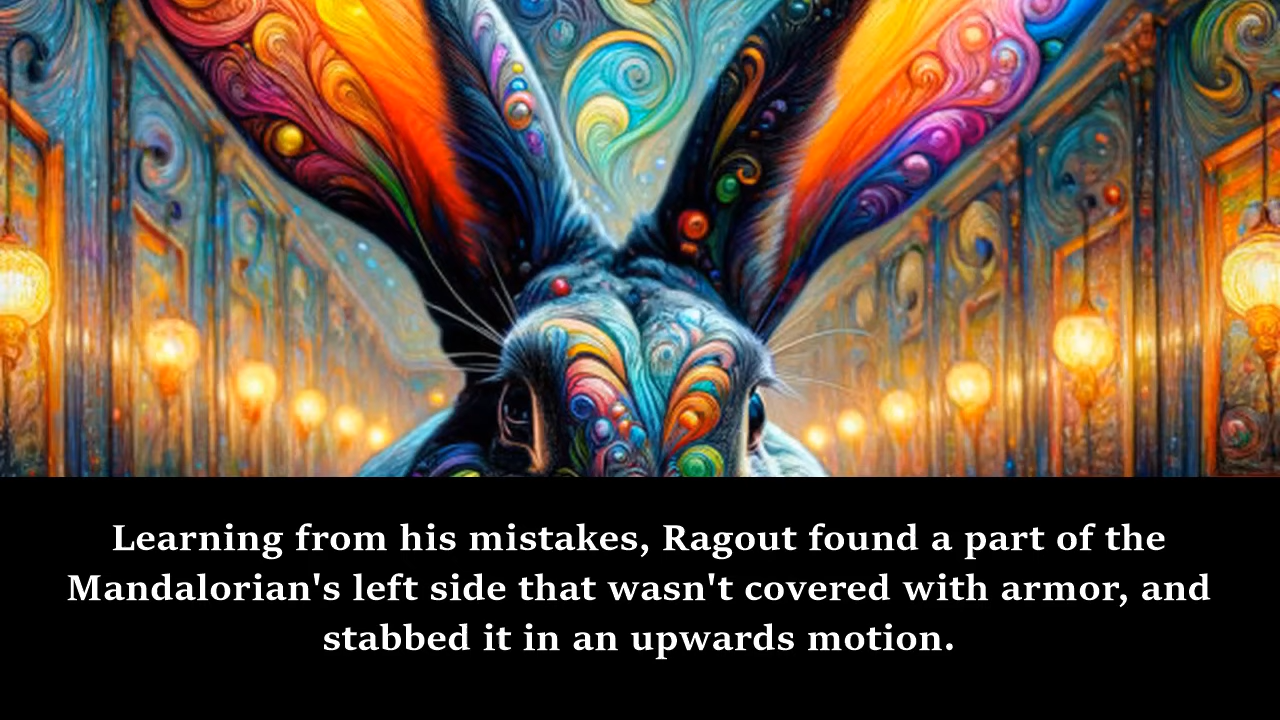 Learning from his mistakes, Ragout found a part of the
Mandalorian's left side that wasn't covered with armor, and
stabbed it in an upwards motion.